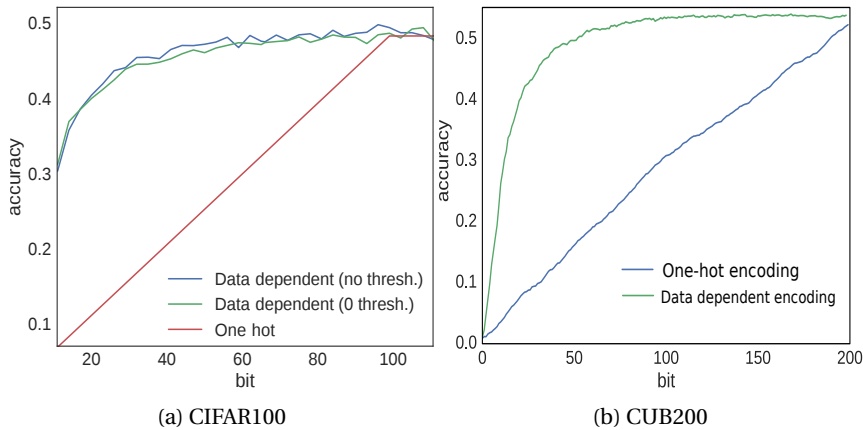 0.5
0.4
0.3
0.2
0.1
accuracy
20
40
60
80
100
bit
Data dependent (no thresh.)
Data dependent (0 thresh.)
One hot
(a) CIFAR100
0.5
0.4
0.3
0.2
0.1
0.0
accuracy
0
50
100
150
200
bit
One-hot encoding
Data dependent encoding
(b) CUB200